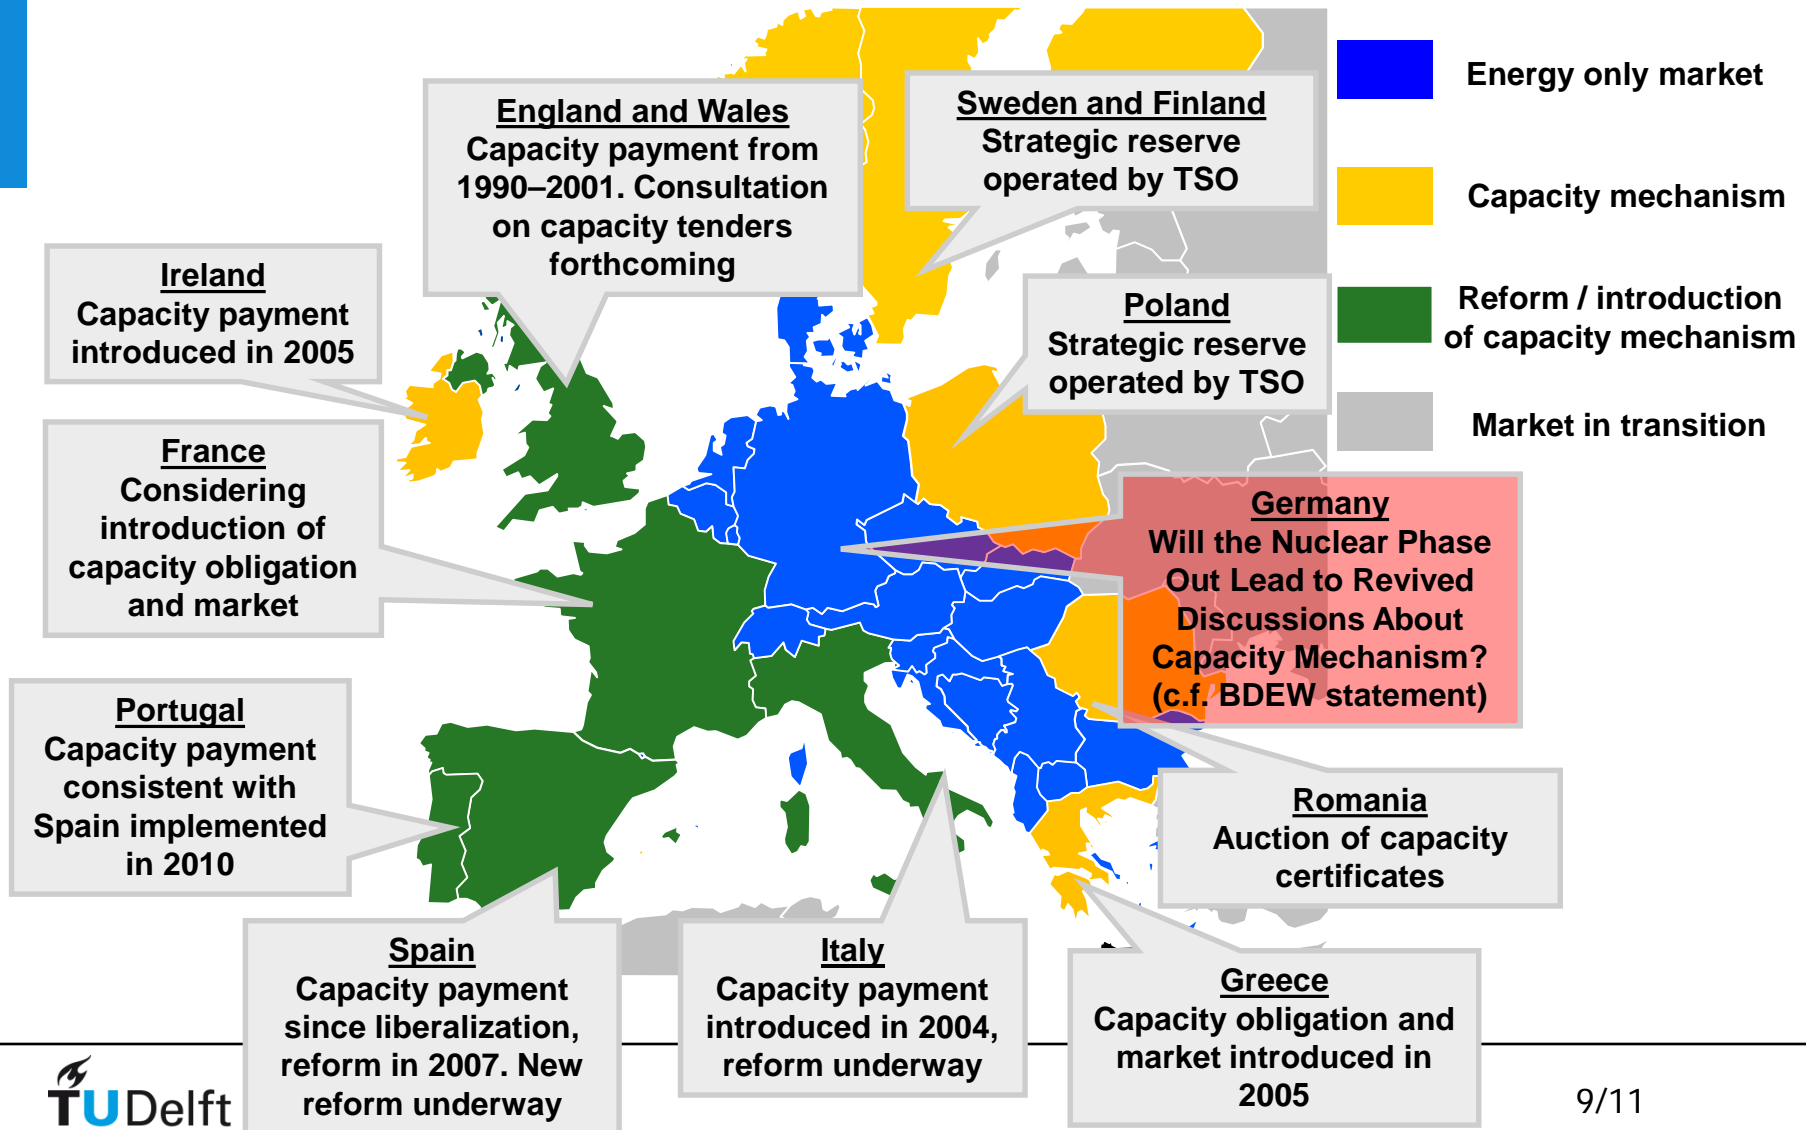 England and Wales
Capacity payment from
1990–2001. Consultation
on capacity tenders
forthcoming
Sweden and Finland
Strategic reserve
operated by TSO
Energy only market
Capacity mechanism
Reform / introduction
of capacity mechanism
Market in transition
Ireland
Capacity payment
introduced in 2005
Poland
Strategic reserve
operated by TSO
France
Considering
introduction of
capacity obligation
and market
Germany
Will the Nuclear Phase
Out Lead to Revived
Discussions About
Capacity Mechanism?
(c.f. BDEW statement)
Portugal
Capacity payment
consistent with
Spain implemented
in 2010
Romania
Auction of capacity
certificates
Spain
Capacity payment
since liberalization,
reform in 2007. New
reform underway
Italy
Capacity payment
introduced in 2004,
reform underway
Greece
Capacity obligation and
market introduced in
2005
TUDelft
9/11